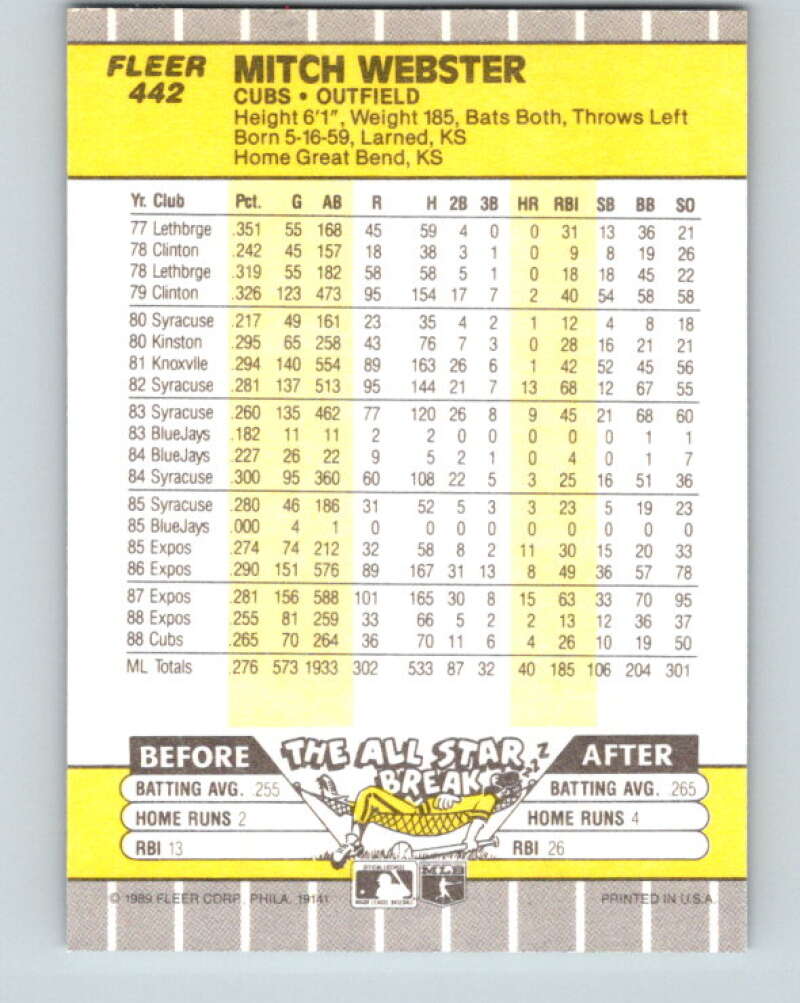 FLEER
442
MITCH WEBSTER
CUBS • OUTFIELD
Height 6'1", Weight 185, Bats Both, Throws Left
Born 5-16-59, Larned, KS
Home Great Bend, KS
Yr. Club Pct. G AB R H 2B 3B HR RBI SB BB SO
77 Lethbrge .351 55 168 45 59 4 0 0 31 13 36 21
78 Clinton .242 45 157 18 38 3 1 0 9 8 19 26
78 Lethbrge .319 55 182 58 58 5 1 0 18 18 45 22
79 Clinton .326 123 473 95 154 17 7 2 40 54 58 58
80 Syracuse .217 49 161 23 35 4 2 1 12 4 8 18
80 Kinston .295 65 258 43 76 7 3 0 28 16 21 21
81 Knoxvlle .294 140 554 89 163 26 6 1 42 52 45 56
82 Syracuse .281 137 513 95 144 21 7 13 68 12 67 55
83 Syracuse .260 135 462 77 120 26 8 9 45 21 68 60
83 BlueJays .182 11 11 2 2 0 0 0 0 0 1 1
84 BlueJays .227 26 22 9 5 2 1 0 4 0 1 7
84 Syracuse .300 95 360 60 108 22 5 3 25 16 51 36
85 Syracuse .280 46 186 31 52 5 3 3 23 5 19 23
85 BlueJays .000 4 1 0 0 0 0 0 0 0 0 0
85 Expos .274 74 212 32 58 8 2 11 30 15 20 33
86 Expos .290 151 576 89 167 31 13 8 49 36 57 78
87 Expos .281 156 588 101 165 30 8 15 63 33 70 95
88 Expos .255 81 259 33 66 5 2 2 13 12 36 37
88 Cubs .265 70 264 36 70 11 6 4 26 10 19 50
ML Totals .276 573 1933 302 533 87 32 40 185 106 204 301
BEFORE THE ALL STAR BREAK AFTER
BATTING AVG. .255 BATTING AVG. .265
HOME RUNS 2 HOME RUNS 4
RBI 13 RBI 26
MLB
© 1989 FLEER CORP. PHILA. 19141 PRINTED IN U.S.A.